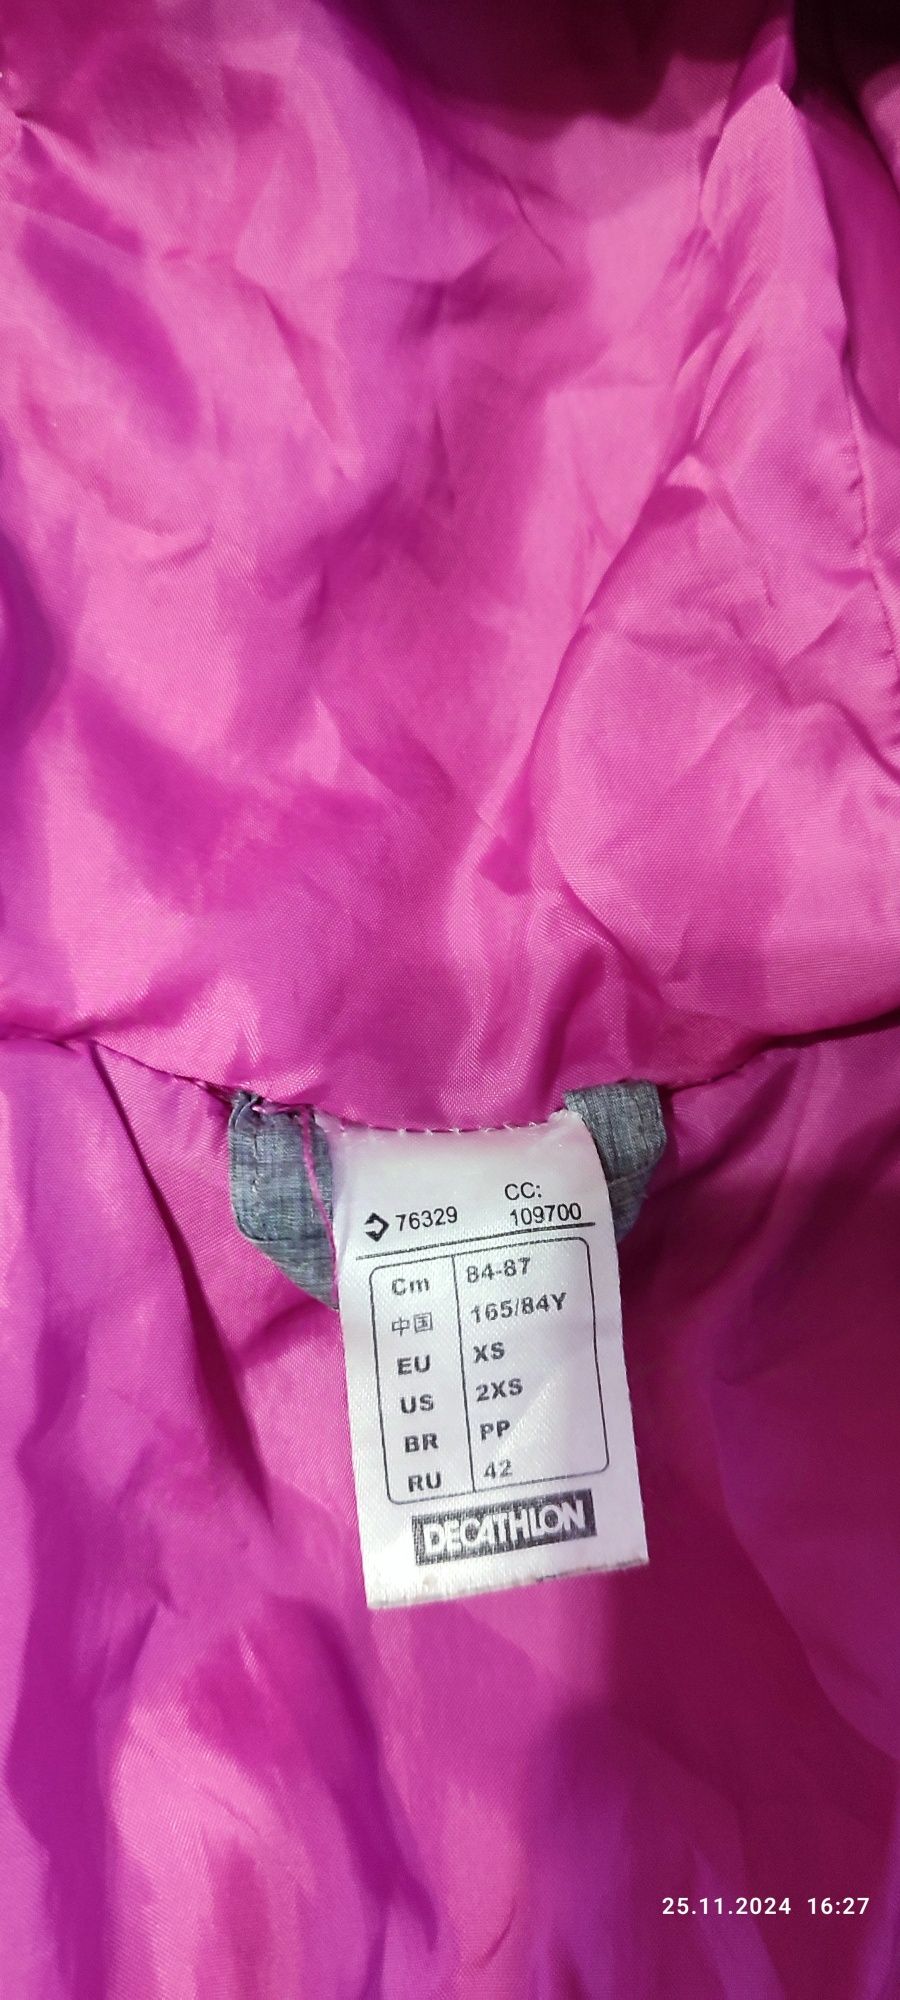 CC:
76329 109700
Cm 84-87
中国 165/84Y
EU XS
US 2XS
BR PP
RU 42
DECATHLON
25.11.2024 16:27